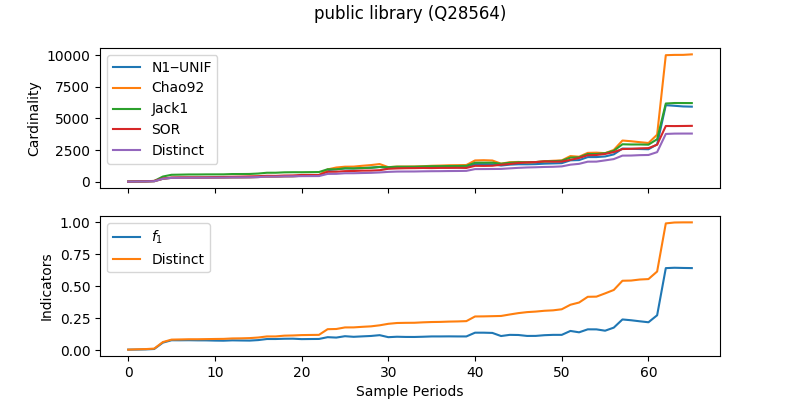 public library (Q28564)
10000
7500
5000
2500
0
Cardinality
N1−UNIF
Chao92
Jack1
SOR
Distinct
1.00
0.75
0.50
0.25
0.00
Indicators
f1
Distinct
0 10 20 30 40 50 60
Sample Periods